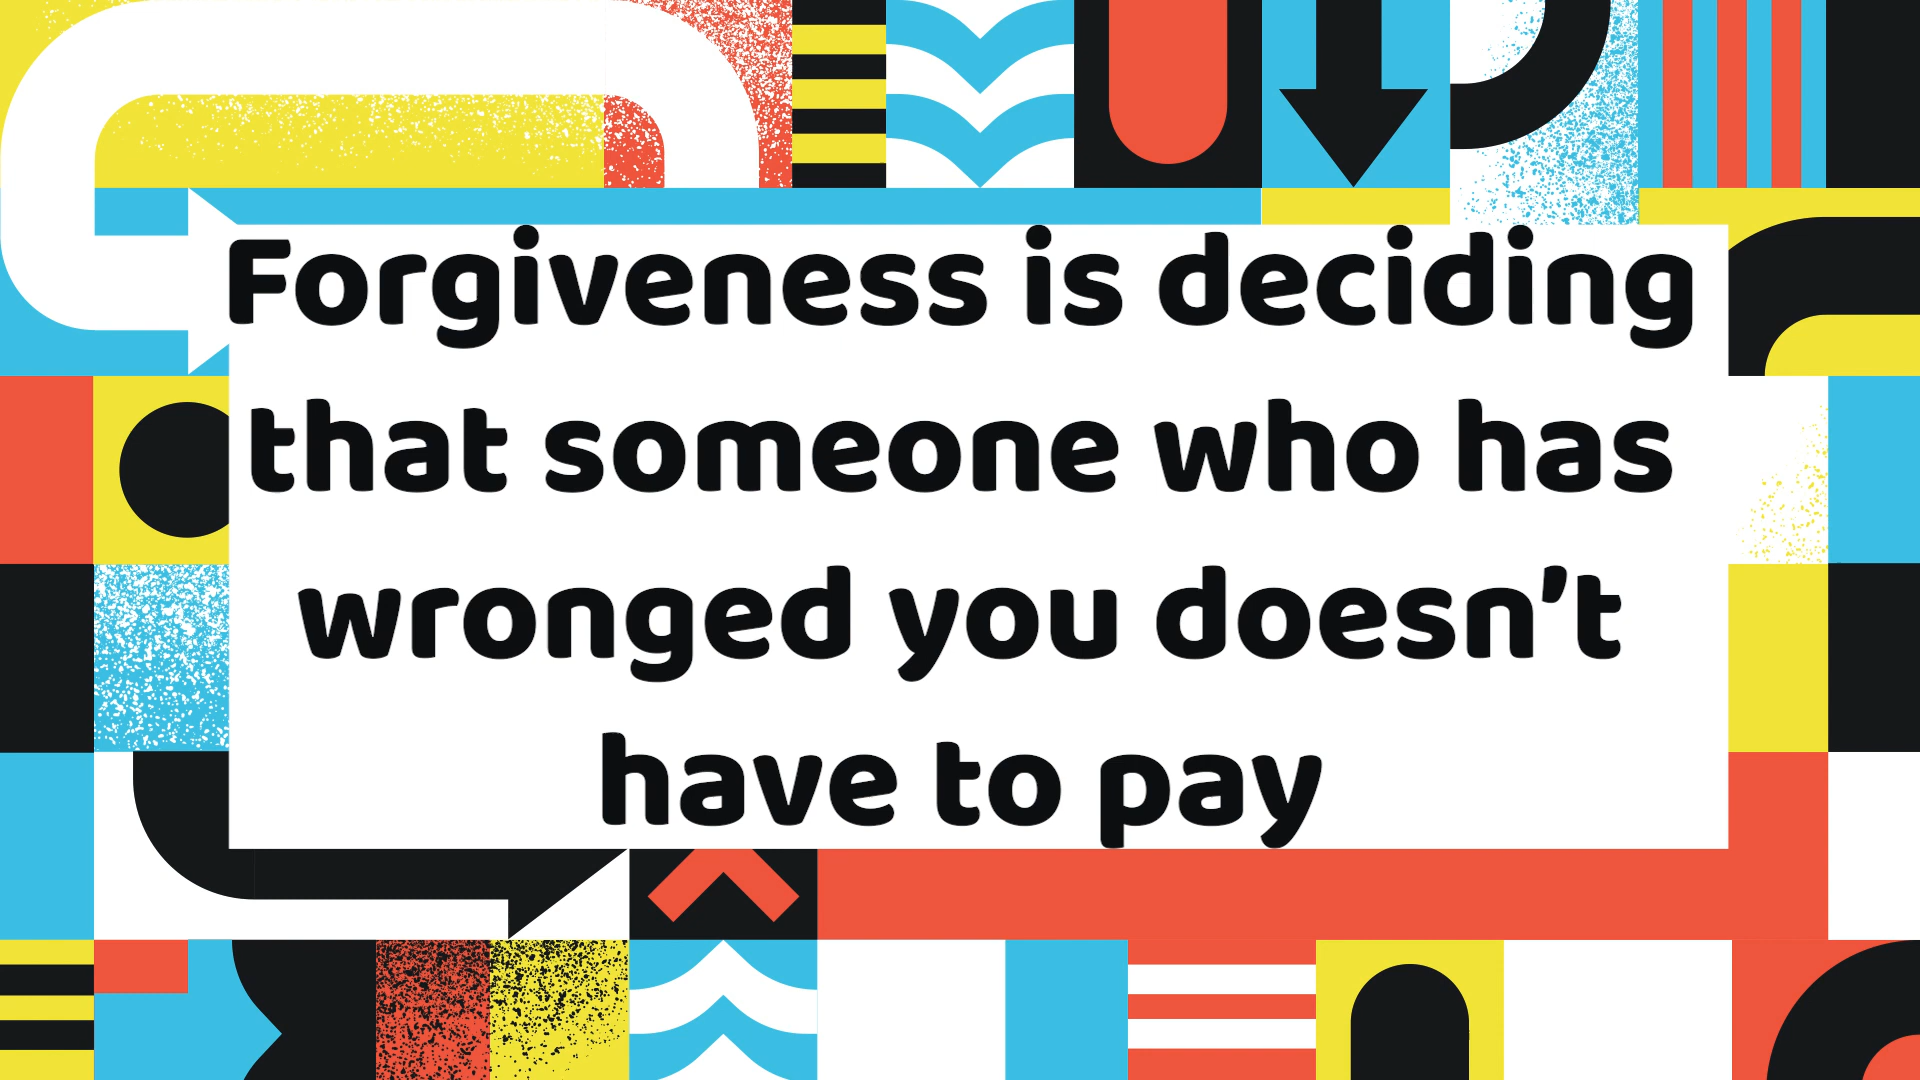 Forgiveness is deciding
that someone who has
wronged you doesn’t
have to pay